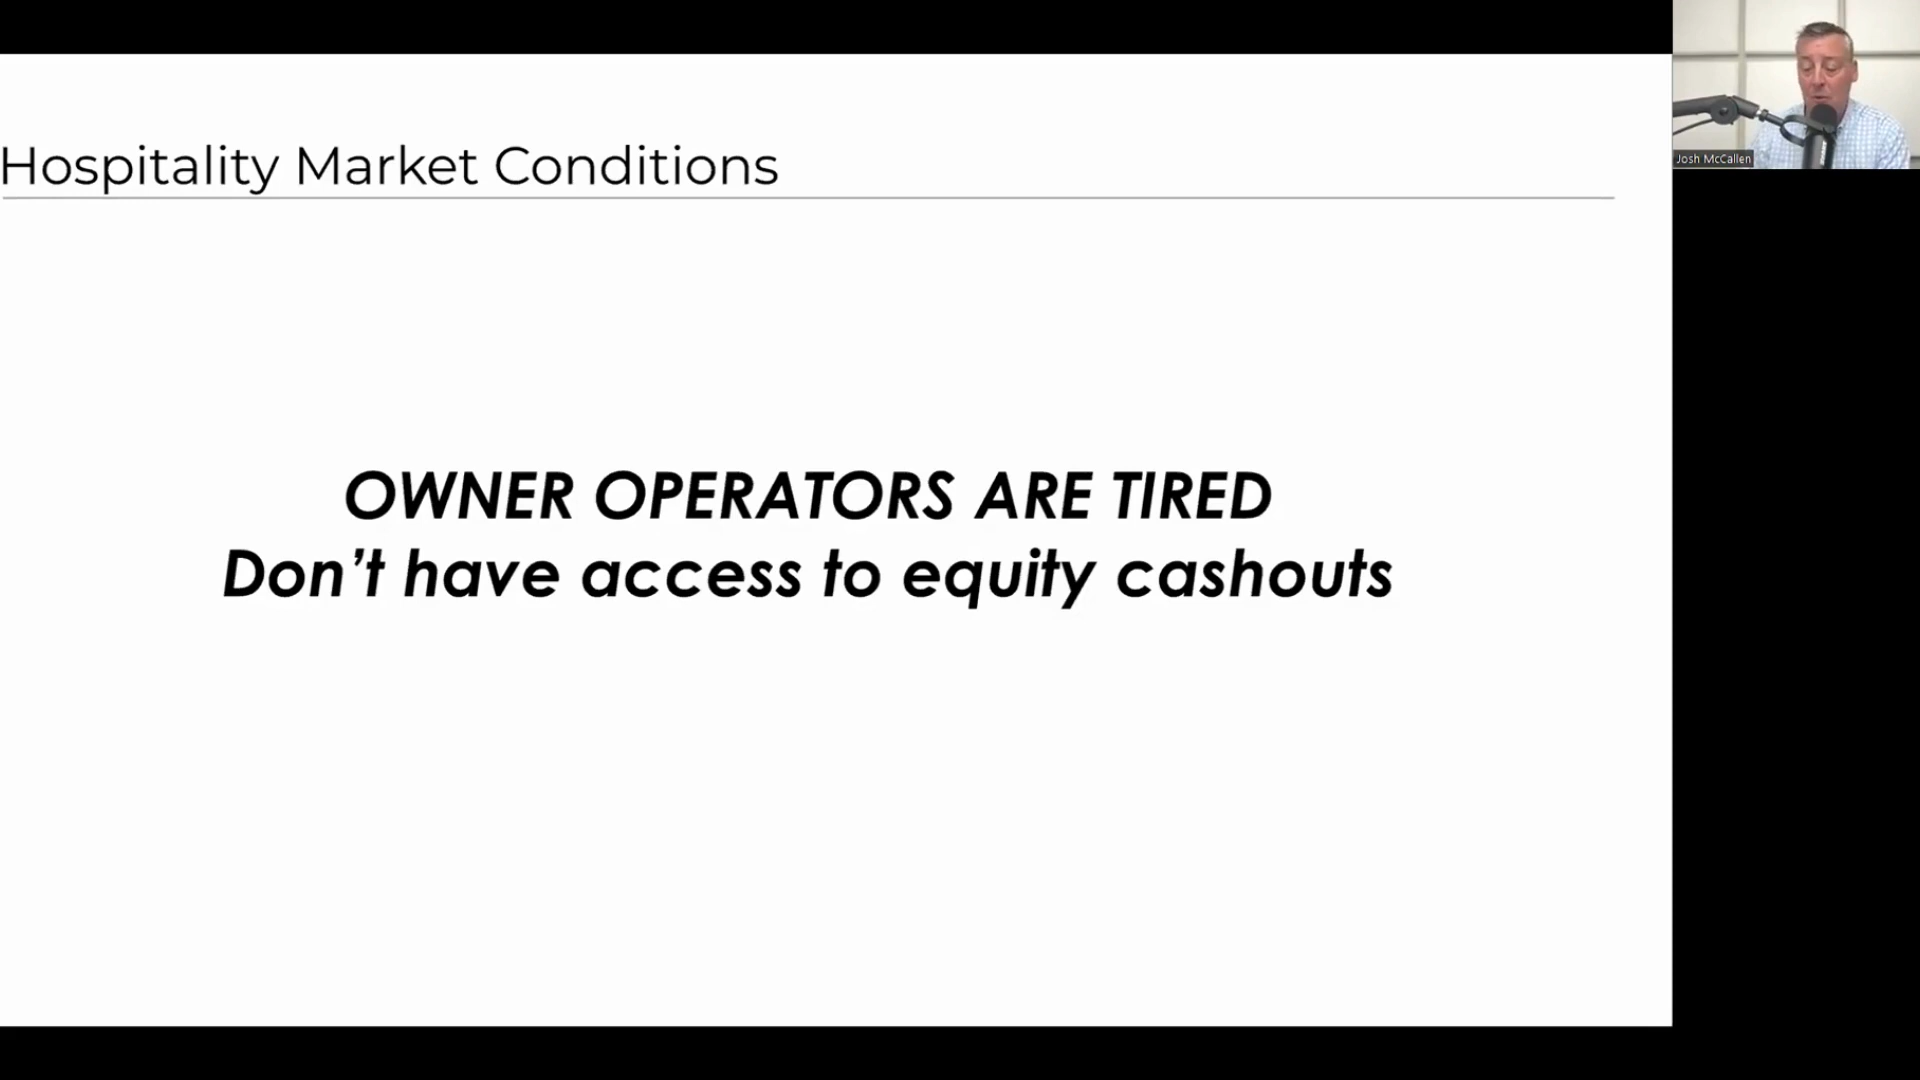 Hospitality Market Conditions
OWNER OPERATORS ARE TIRED
Don’t have access to equity cashouts
Josh McCallen